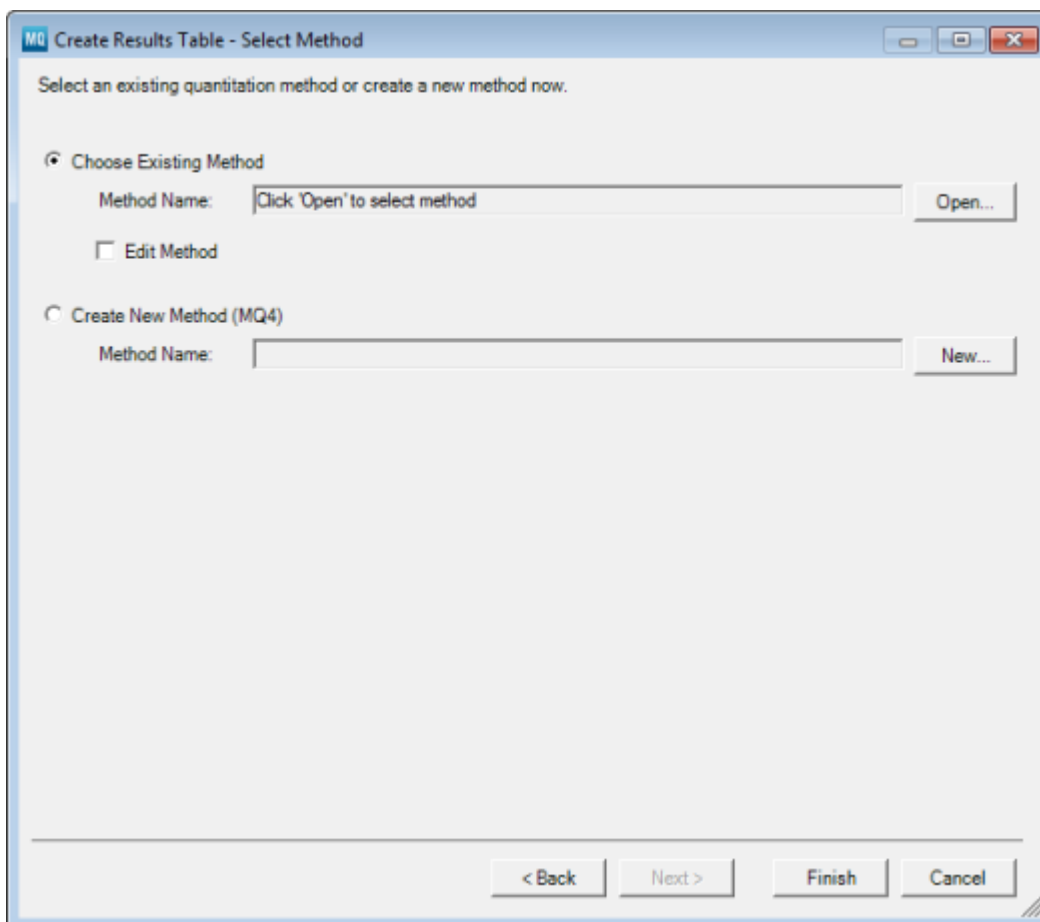 MQ Create Results Table - Select Method
Select an existing quantitation method or create a new method now.
Choose Existing Method
Method Name: Click 'Open' to select method Open...
Edit Method
Create New Method (MQ4)
Method Name: New...
< Back Next > Finish Cancel